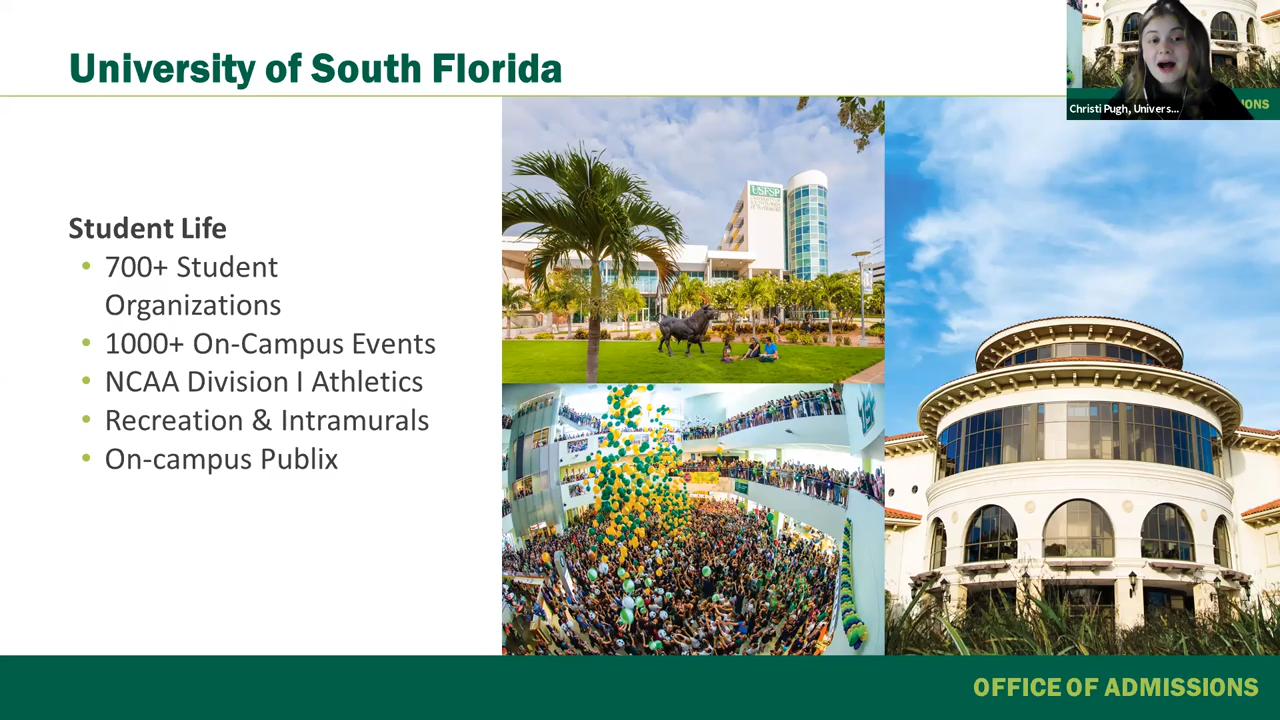 University of South Florida
Christi Pugh, Univers...
IONS
Student Life
• 700+ Student
Organizations
• 1000+ On-Campus Events
• NCAA Division I Athletics
• Recreation & Intramurals
• On-campus Publix
USFSP
OFFICE OF ADMISSIONS